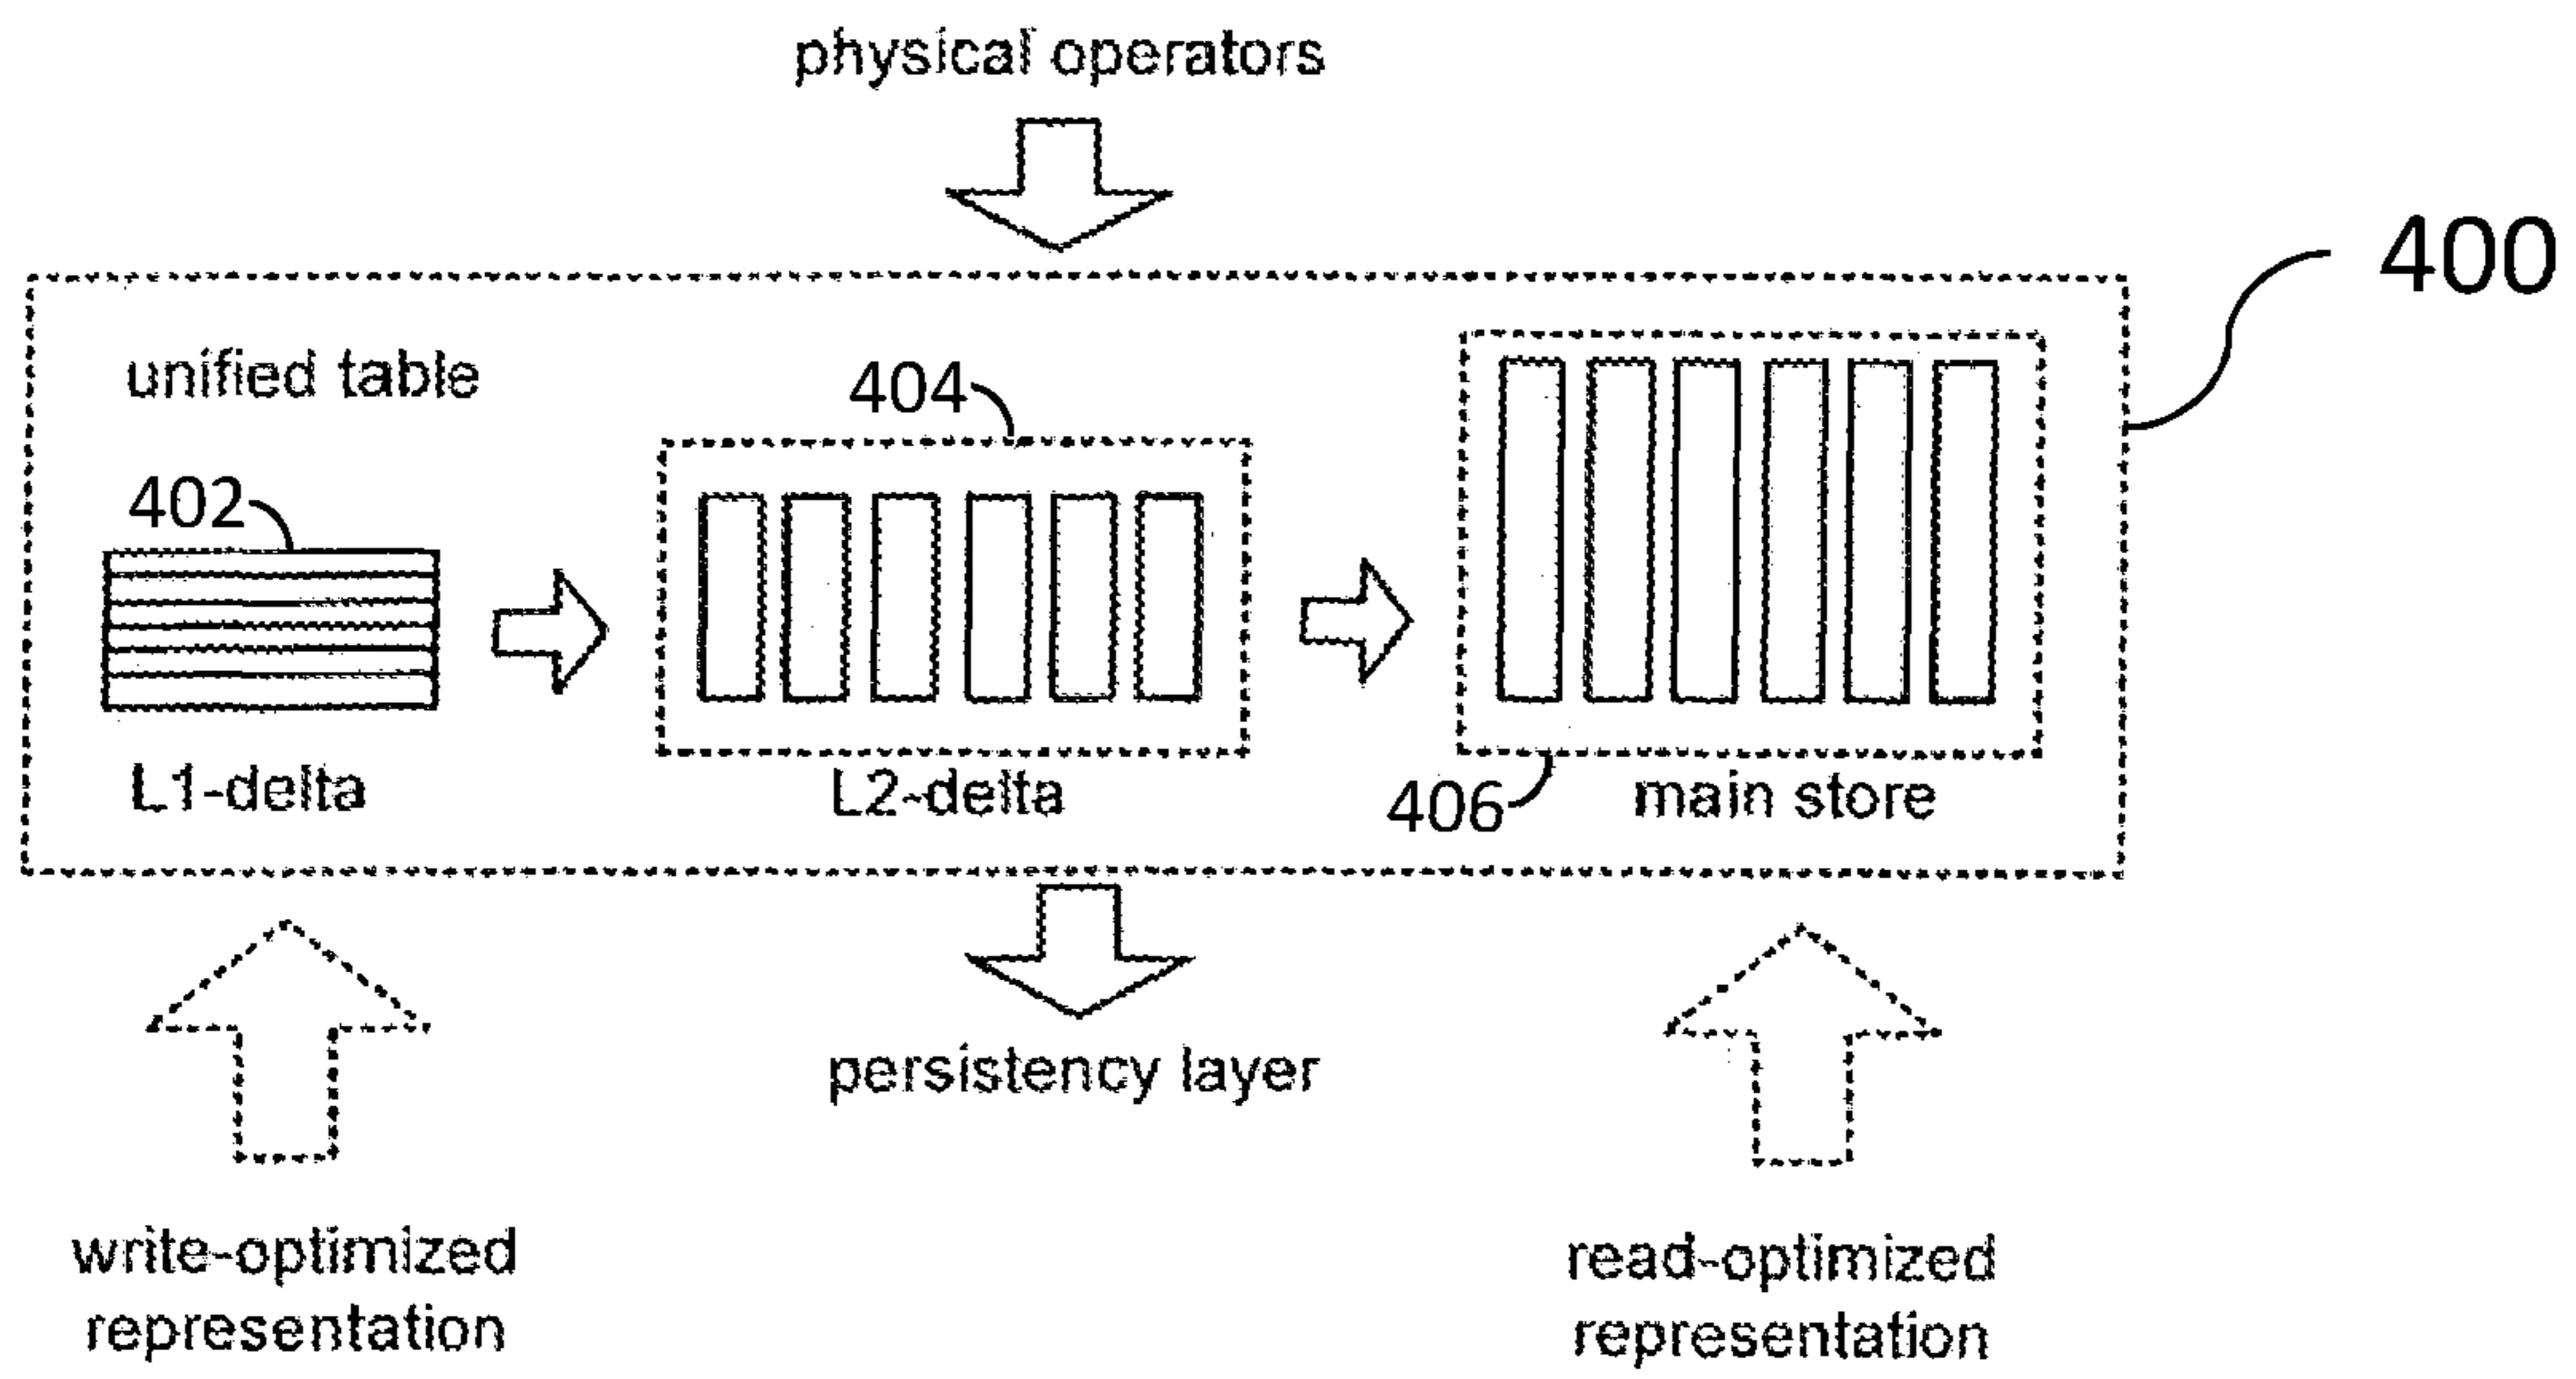 physical operators
400
unified table
404
402
L1-delta
L2-delta
406
main store
persistency layer
write-optimized
representation
read-optimized
representation